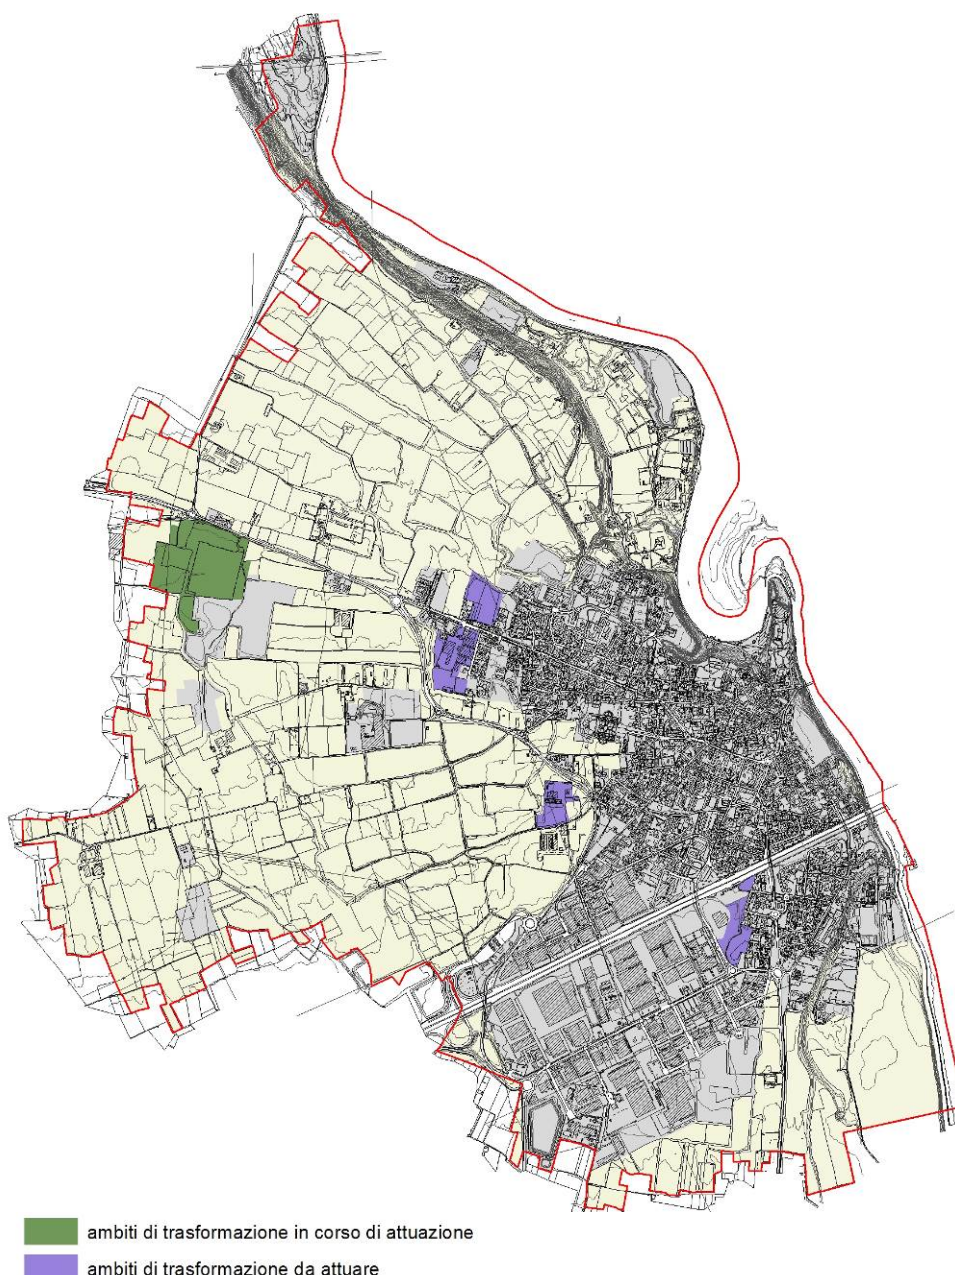 ambiti di trasformazione in corso di attuazione
ambiti di trasformazione da attuare